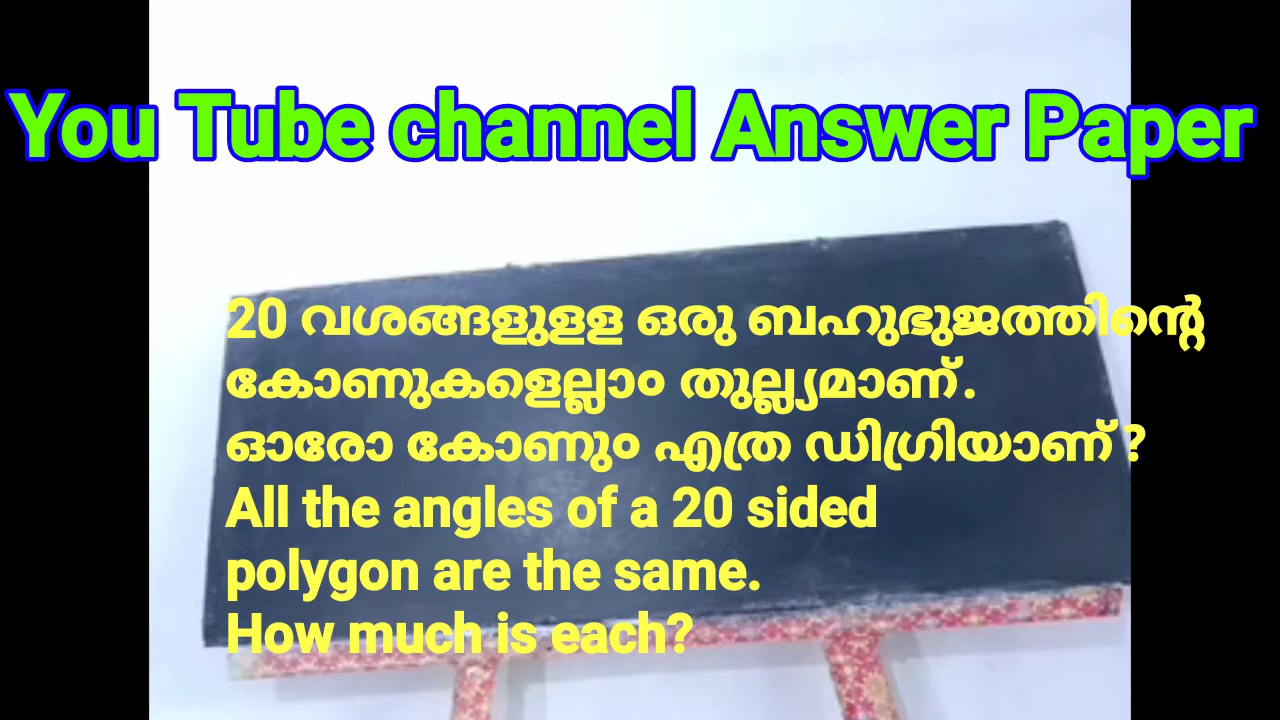 You Tube channel Answer Paper
20 വശങ്ങളുളള ഒരു ബഹുഭുജത്തിന്റെ
കോണുകളെല്ലാം തുല്ല്യമാണ്.
ഓരോ കോണും എത്ര ഡിഗ്രിയാണ്?
All the angles of a 20 sided
polygon are the same.
How much is each?